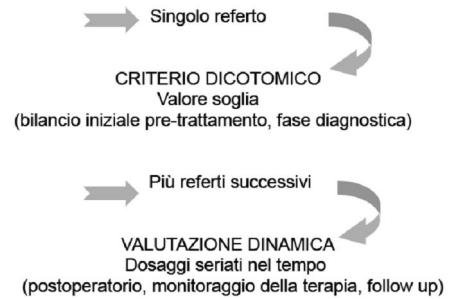 Singolo referto
CRITERIO DICOTOMICO
Valore soglia
(bilancio iniziale pre-trattamento, fase diagnostica)
Più referti successivi
VALUTAZIONE DINAMICA
Dosaggi seriati nel tempo
(postoperatorio, monitoraggio della terapia, follow up)